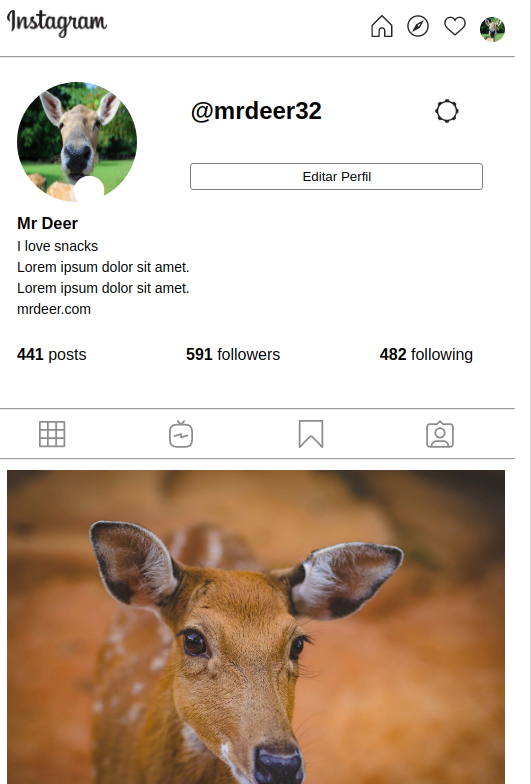 Instagram
@mrdeer32
Editar Perfil
Mr Deer
I love snacks
Lorem ipsum dolor sit amet.
Lorem ipsum dolor sit amet.
mrdeer.com
441 posts 591 followers 482 following